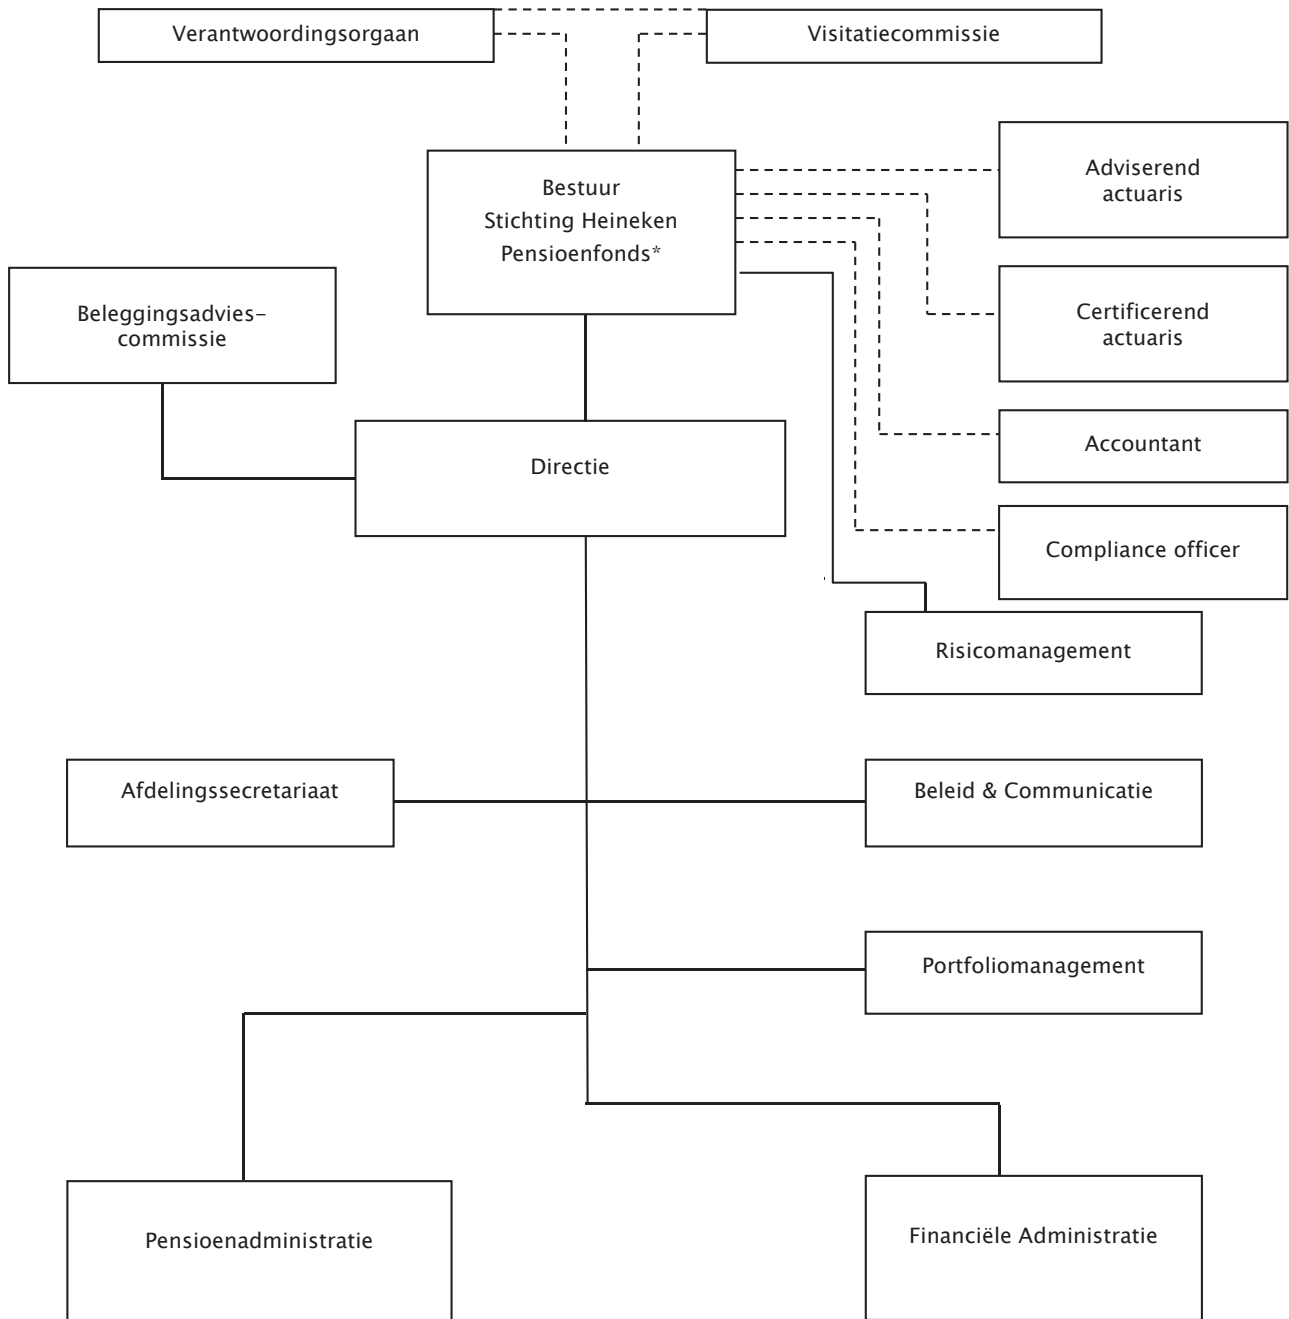 Verantwoordingsorgaan
Visitatiecommissie
Adviserend
actuaris
Bestuur
Stichting Heineken
Pensioenfonds*
Beleggingsadvies-
commissie
Certificerend
actuaris
Directie
Accountant
Compliance officer
Risicomanagement
Afdelingssecretariaat
Beleid & Communicatie
Portfoliomanagement
Pensioenadministratie
Financiële Administratie